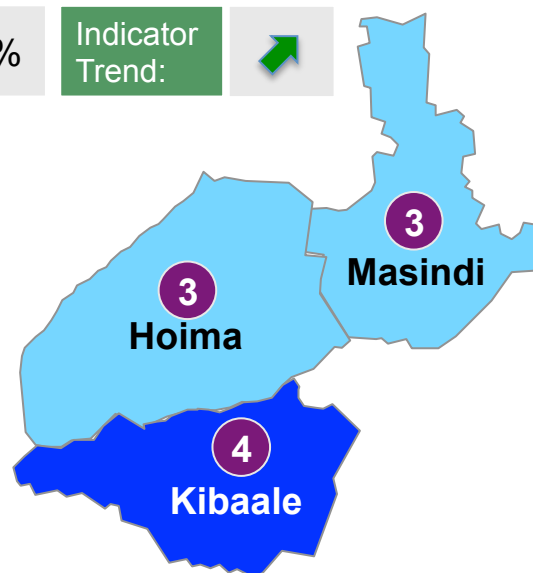 %
Indicator
Trend:
3
Masindi
3
Hoima
4
Kibaale